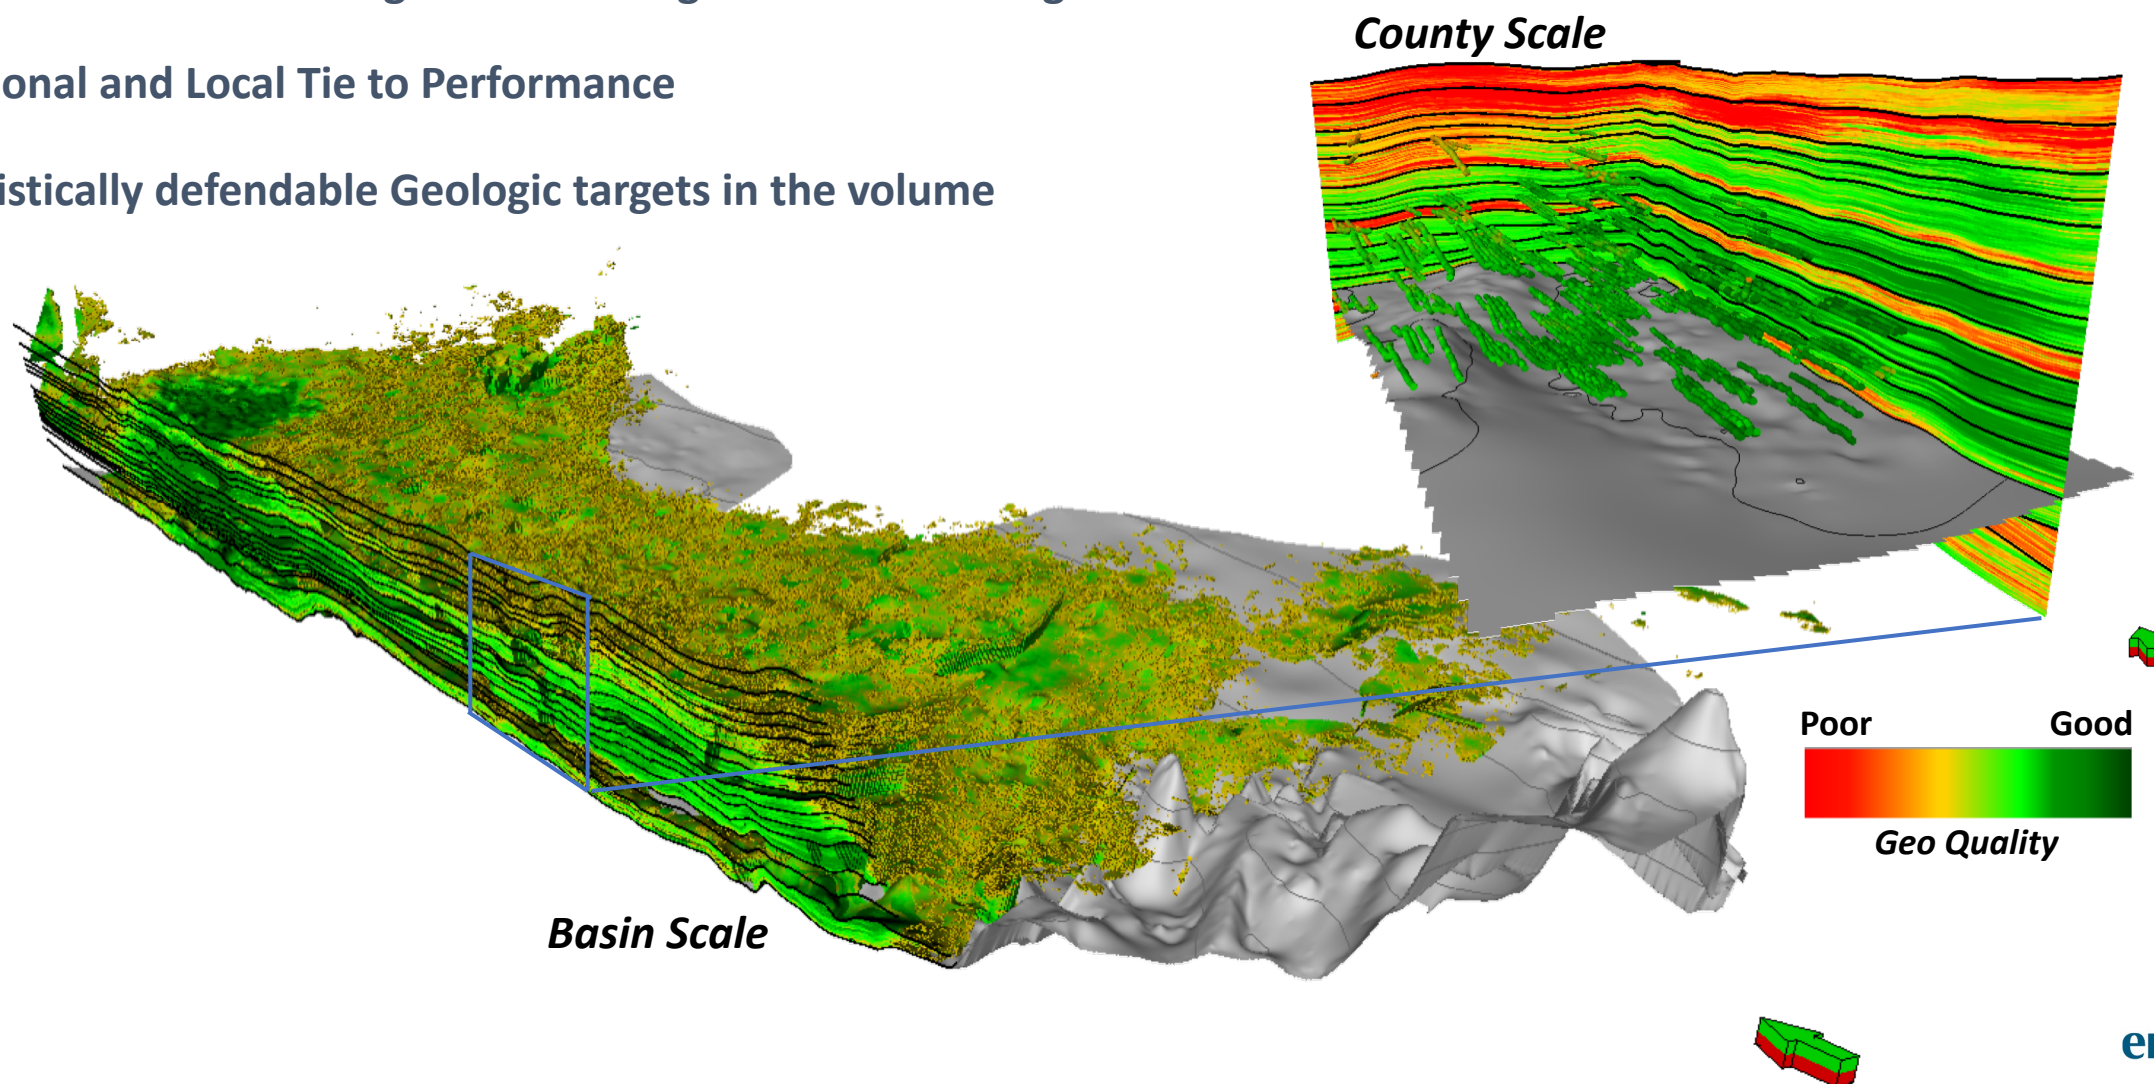 County Scale
onal and Local Tie to Performance
istically defendable Geologic targets in the volume
Poor Good
Geo Quality
Basin Scale
er